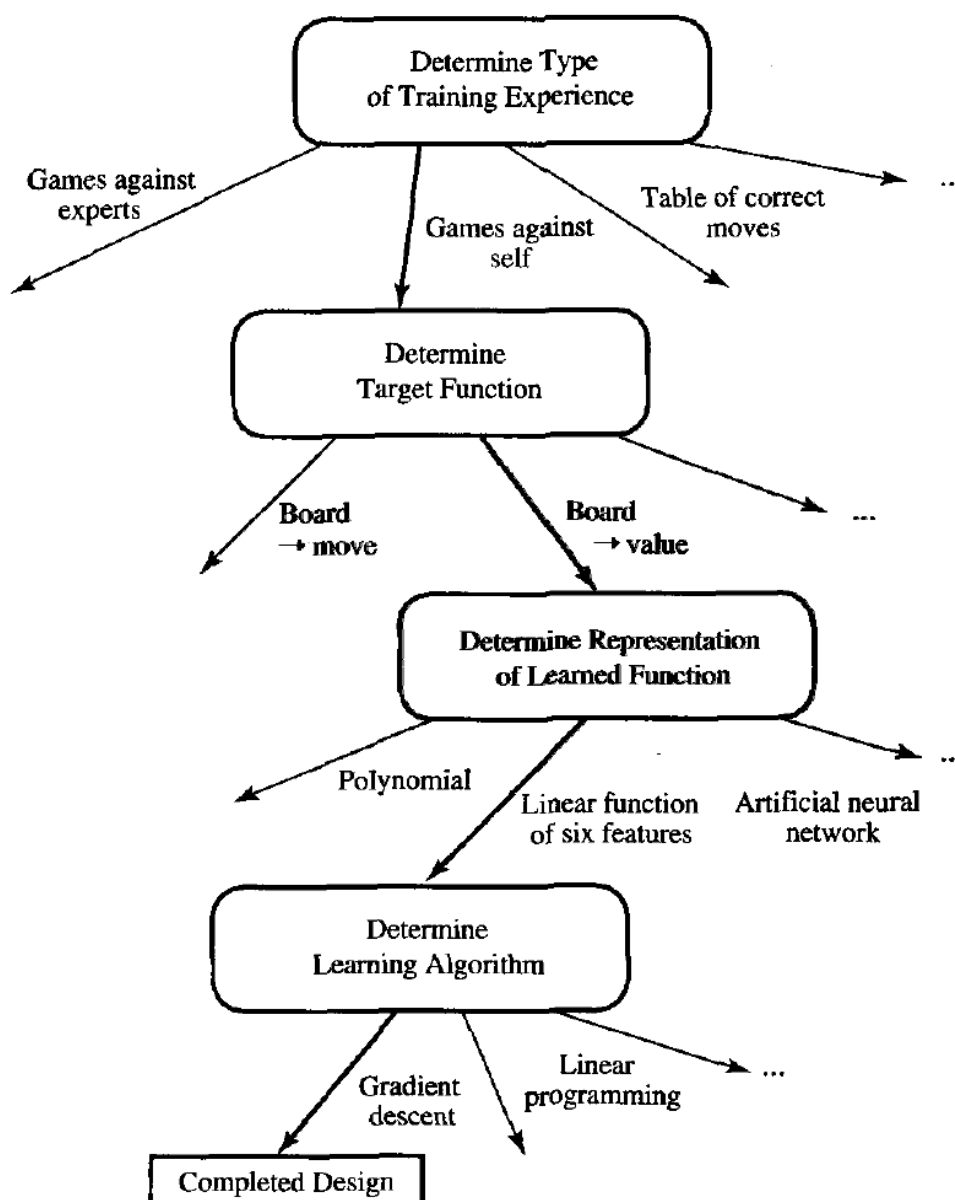 Determine Type
of Training Experience
Games against
experts
Games against
self
Table of correct
moves
..
Determine
Target Function
Board
→ move
Board
→ value
...
Determine Representation
of Learned Function
Polynomial
Linear function
of six features
Artificial neural
network
..
Determine
Learning Algorithm
Gradient
descent
Linear
programming
...
Completed Design